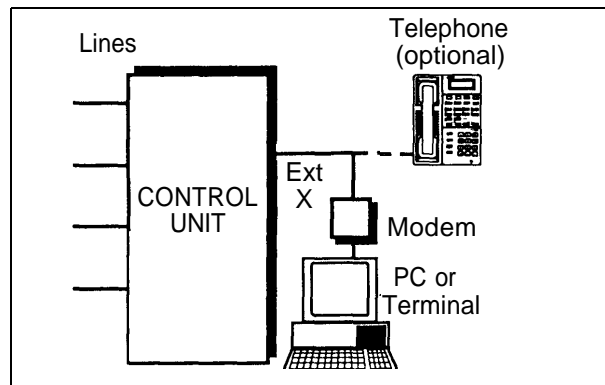 Lines
Telephone
(optional)
CONTROL
UNIT
Ext
X
Modem
PC or
Terminal